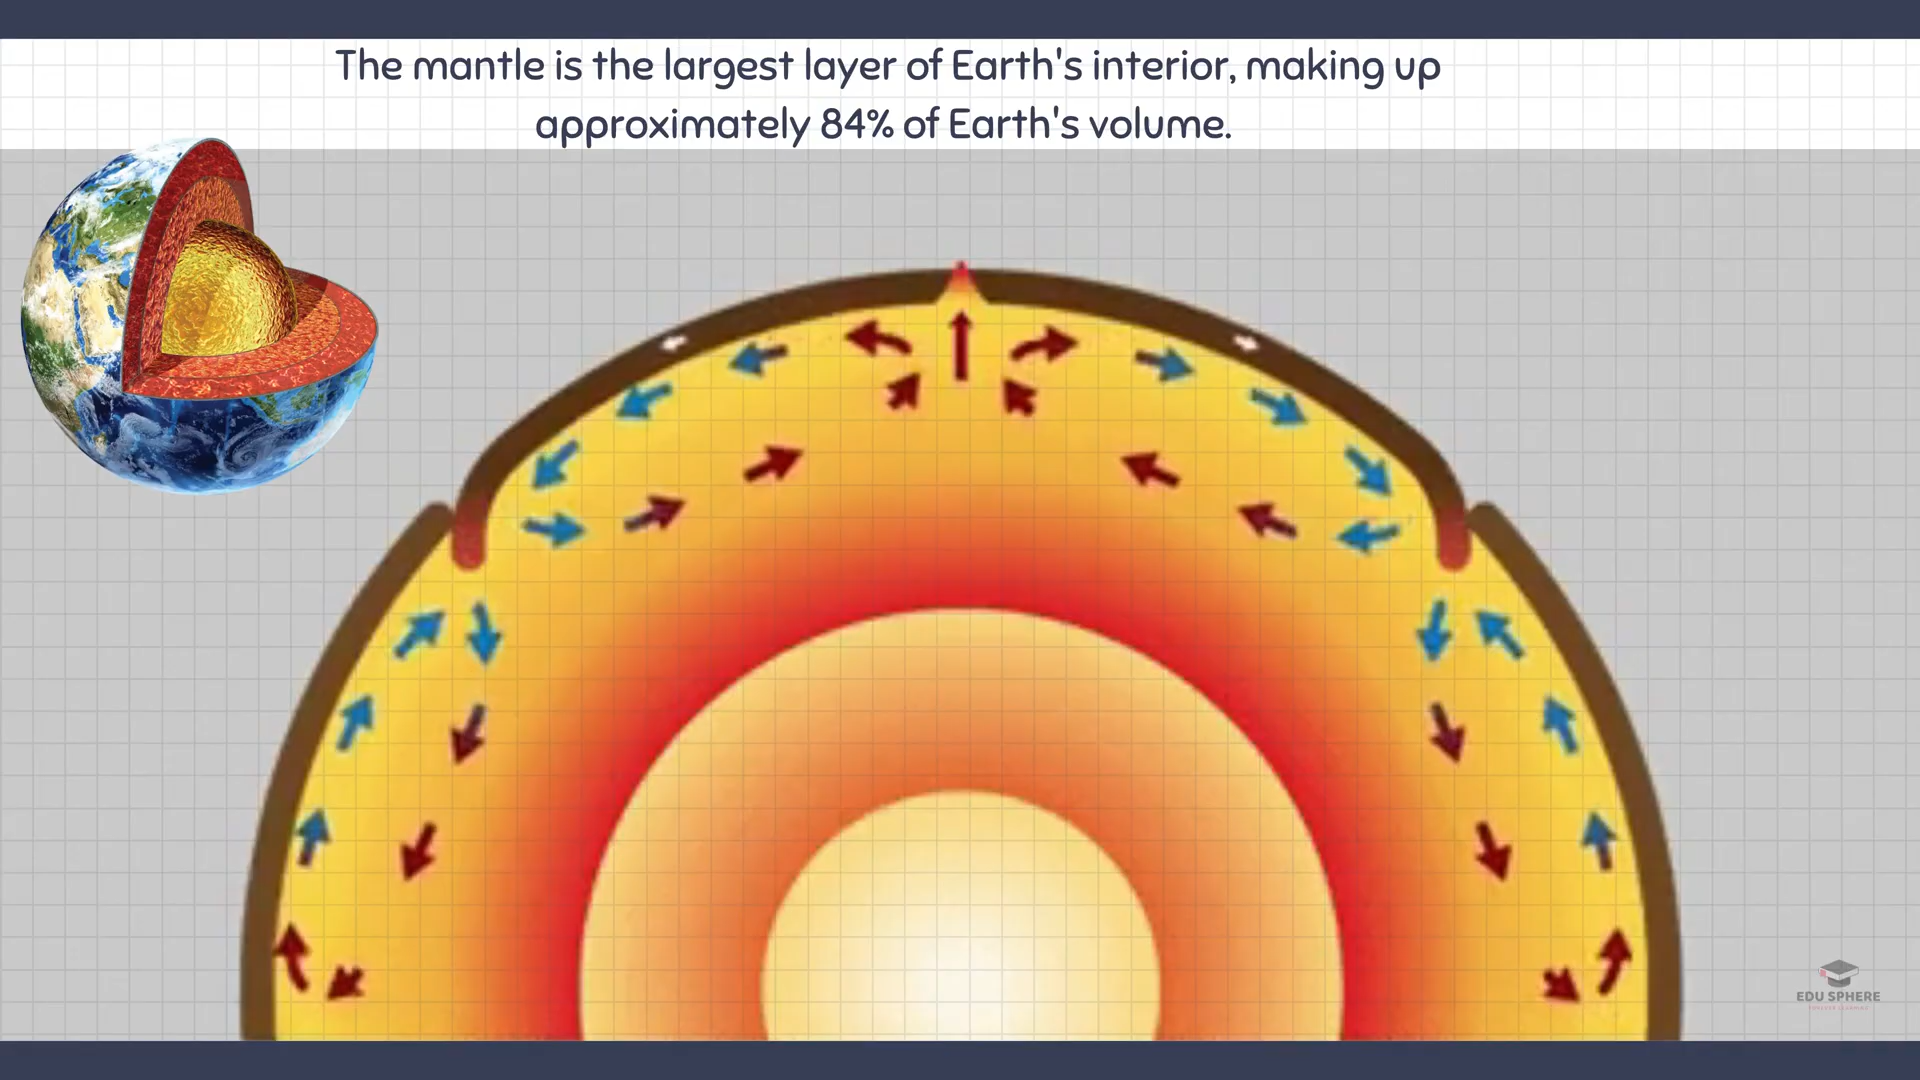 The mantle is the largest layer of Earth's interior, making up
approximately 84% of Earth's volume.
EDU SPHERE